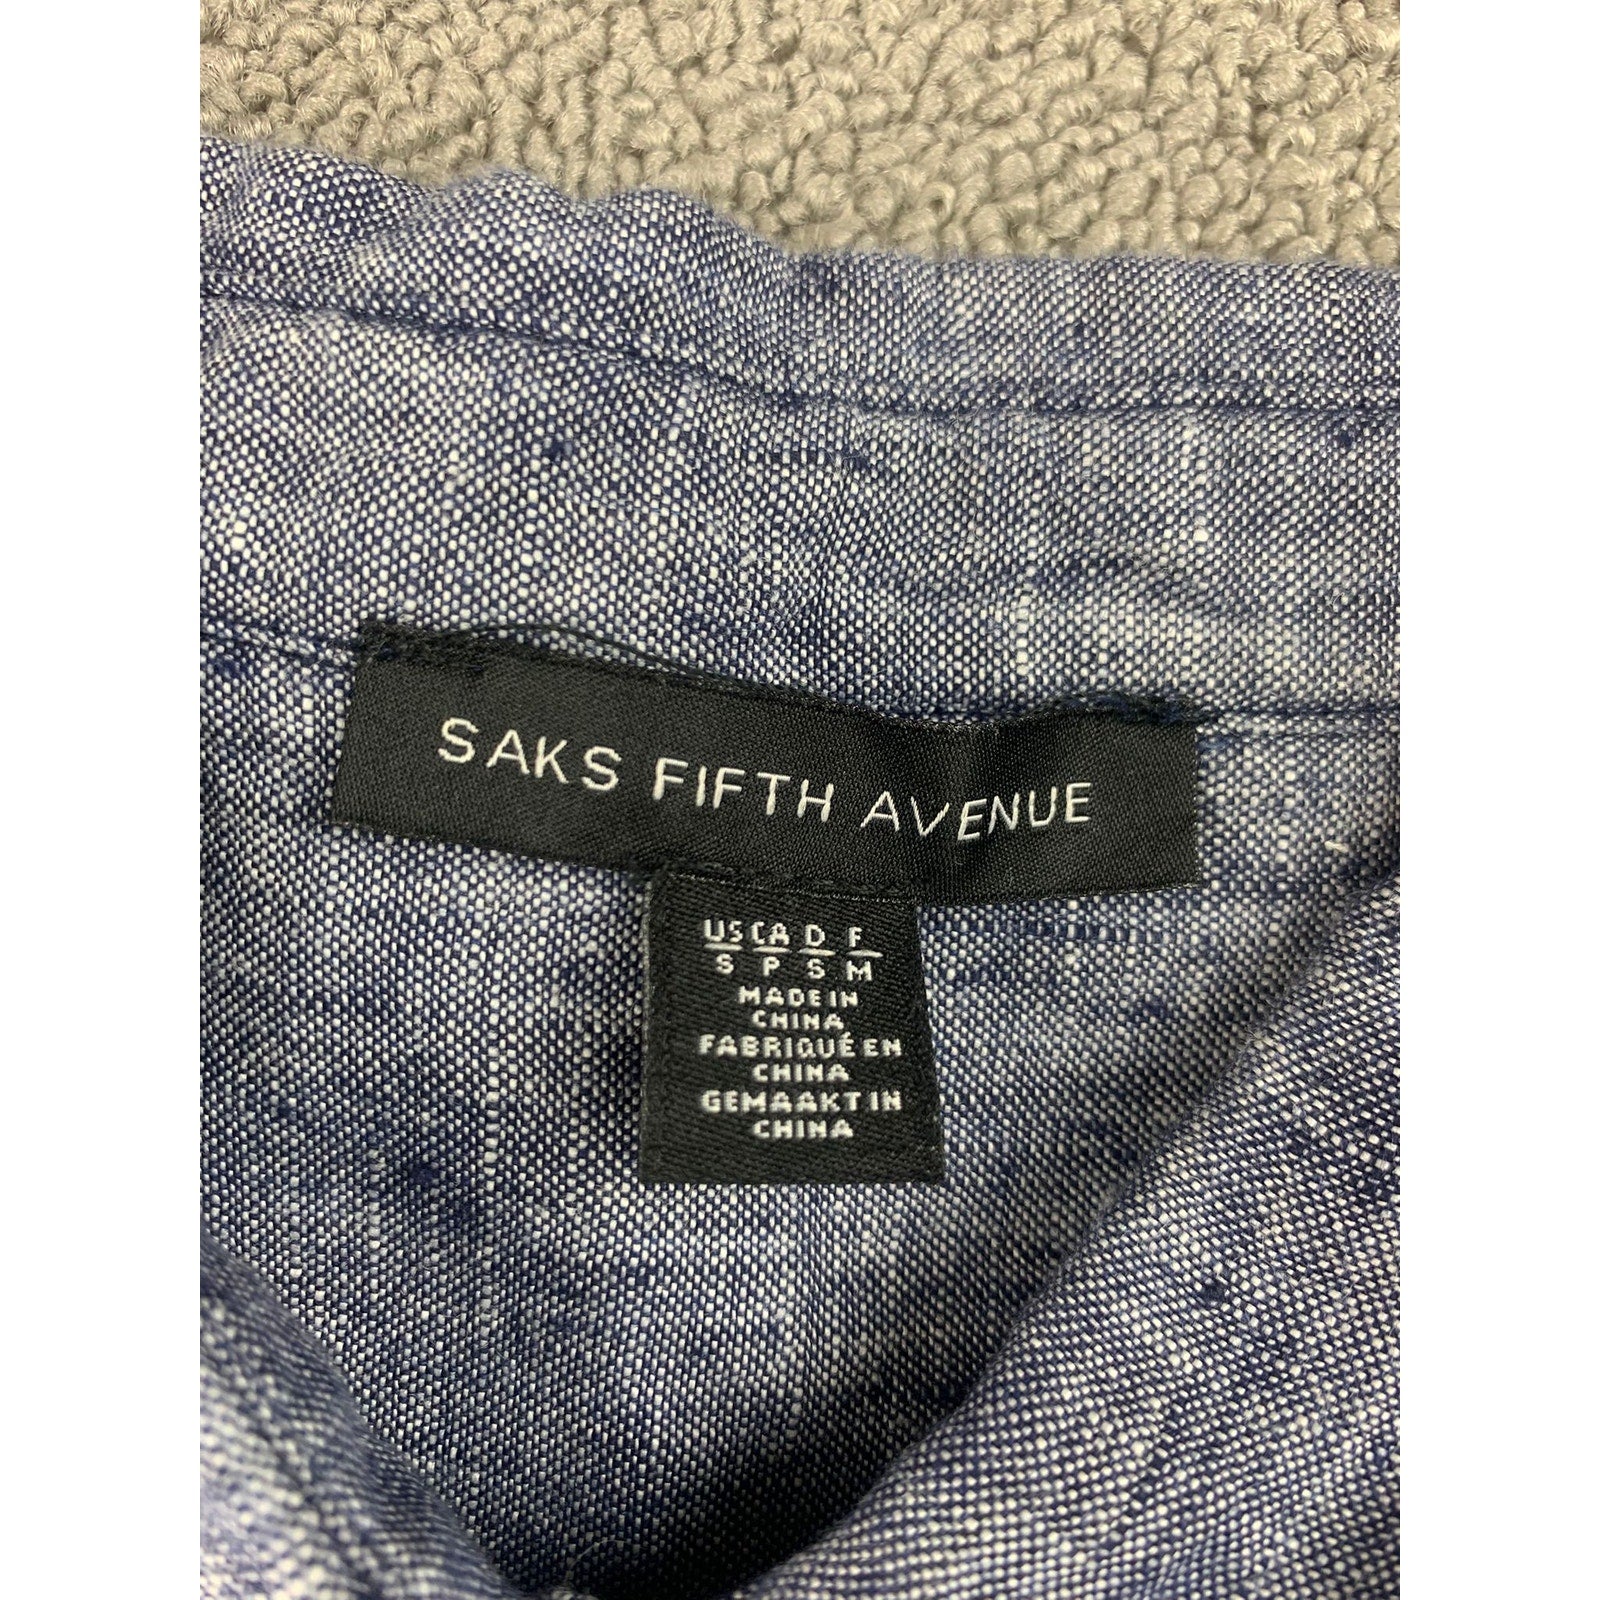 SAKS FIFTH AVENUE
US CA D F
S P S M
MADE IN
CHINA
FABRIQUÉ EN
CHINA
GEMAAKT IN
CHINA